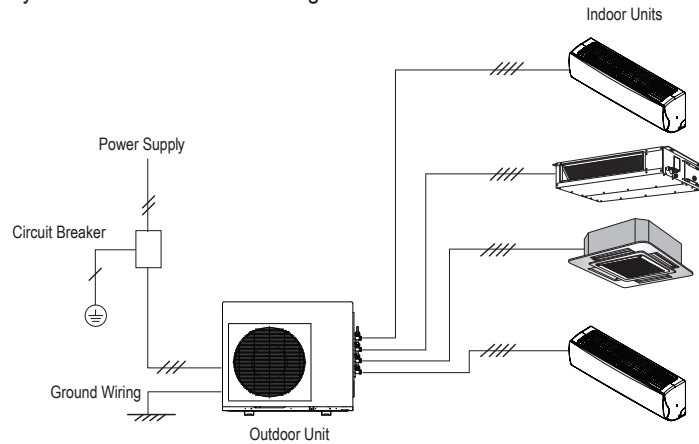 Indoor Units
Power Supply
Circuit Breaker
Ground Wiring
Outdoor Unit